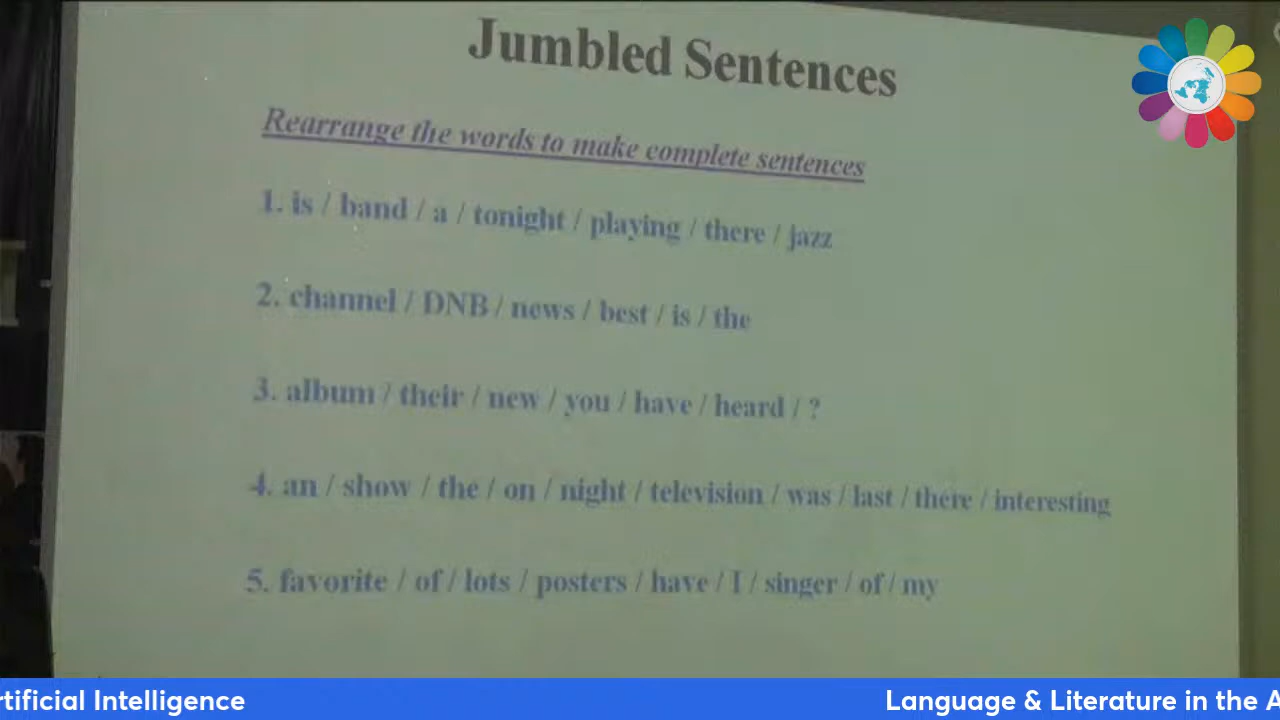 Jumbled Sentences
Rearrange the words to make complete sentences
1. is / band / a / tonight / playing / there / jazz
2. channel / DNB / news / best / is / the
3. album / their / new / you / have / heard / ?
4. an / show / the / on / night / television / was / last / there / interesting
5. favorite / of / lots / posters / have / I / singer / of / my
rtificial Intelligence
Language & Literature in the A